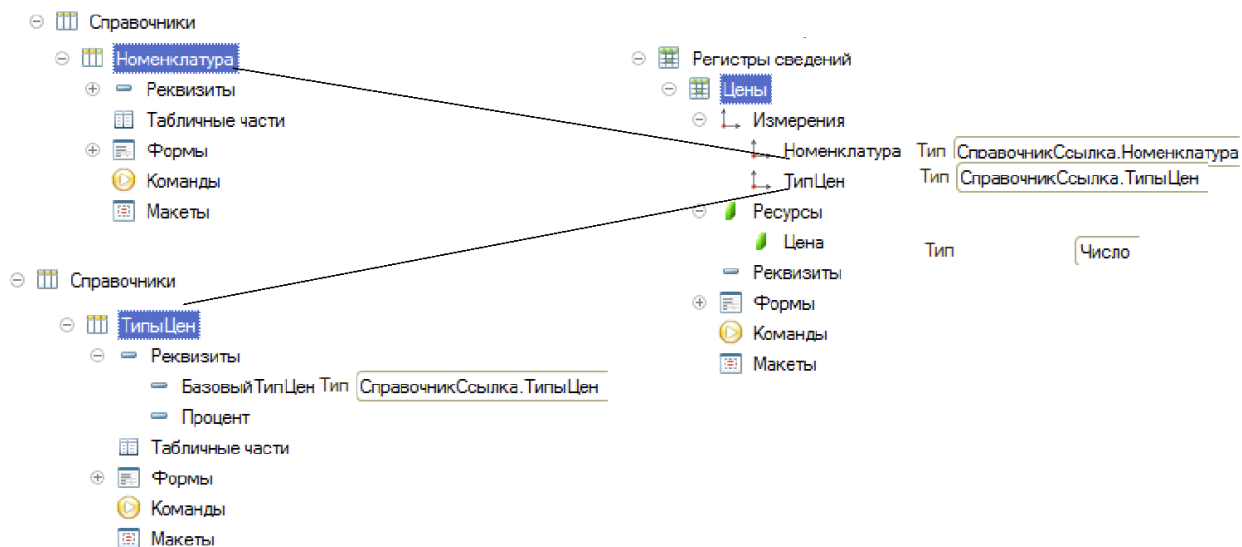 Справочники
Номенклатура
Реквизиты
Табличные части
Формы
Команды
Макеты
Справочники
ТипыЦен
Реквизиты
БазовыйТипЦен Тип СправочникСсылка.ТипыЦен
Процент
Табличные части
Формы
Команды
Макеты
Регистры сведений
Цены
Измерения
Номенклатура Тип СправочникСсылка.Номенклатура
ТипЦен Тип СправочникСсылка.ТипыЦен
Ресурсы
Цена Тип Число
Реквизиты
Формы
Команды
Макеты